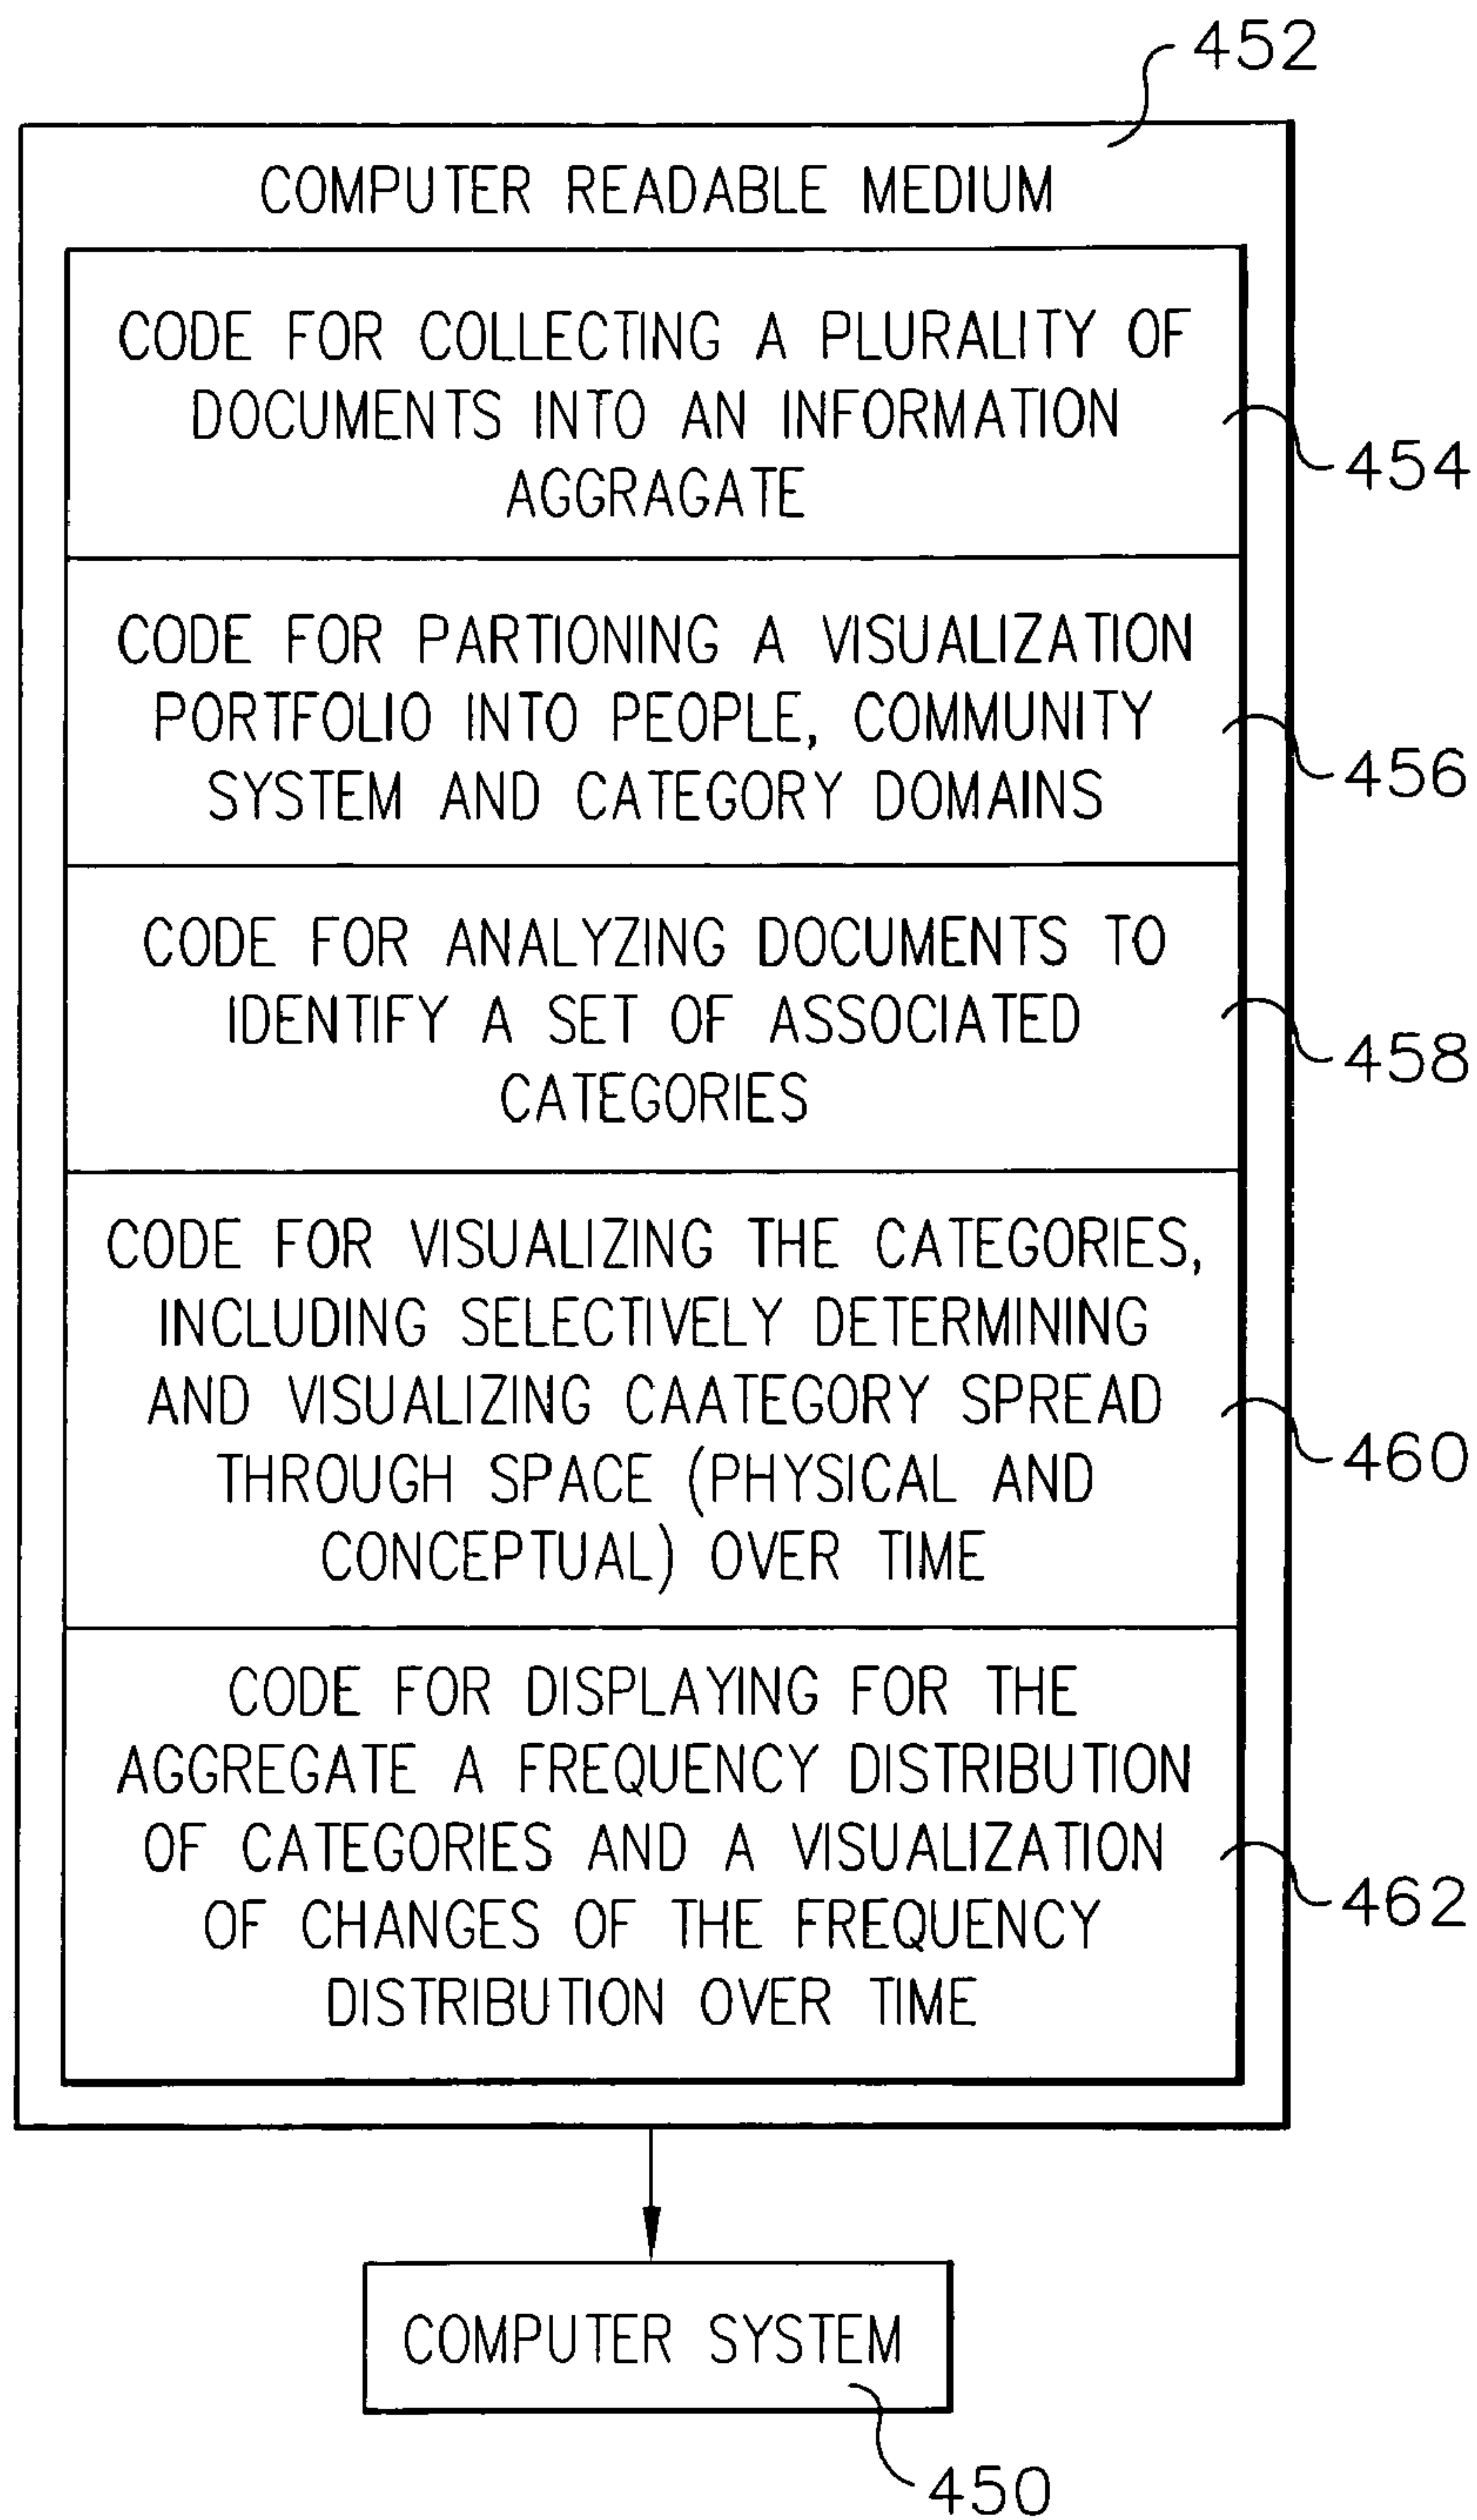 452
COMPUTER READABLE MEDIUM
CODE FOR COLLECTING A PLURALITY OF
DOCUMENTS INTO AN INFORMATION
AGGRAGATE
454
CODE FOR PARTIONING A VISUALIZATION
PORTFOLIO INTO PEOPLE, COMMUNITY
SYSTEM AND CATEGORY DOMAINS
456
CODE FOR ANALYZING DOCUMENTS TO
IDENTIFY A SET OF ASSOCIATED
CATEGORIES
458
CODE FOR VISUALIZING THE CATEGORIES,
INCLUDING SELECTIVELY DETERMINING
AND VISUALIZING CAATEGORY SPREAD
THROUGH SPACE (PHYSICAL AND
CONCEPTUAL) OVER TIME
460
CODE FOR DISPLAYING FOR THE
AGGREGATE A FREQUENCY DISTRIBUTION
OF CATEGORIES AND A VISUALIZATION
OF CHANGES OF THE FREQUENCY
DISTRIBUTION OVER TIME
462
COMPUTER SYSTEM
450